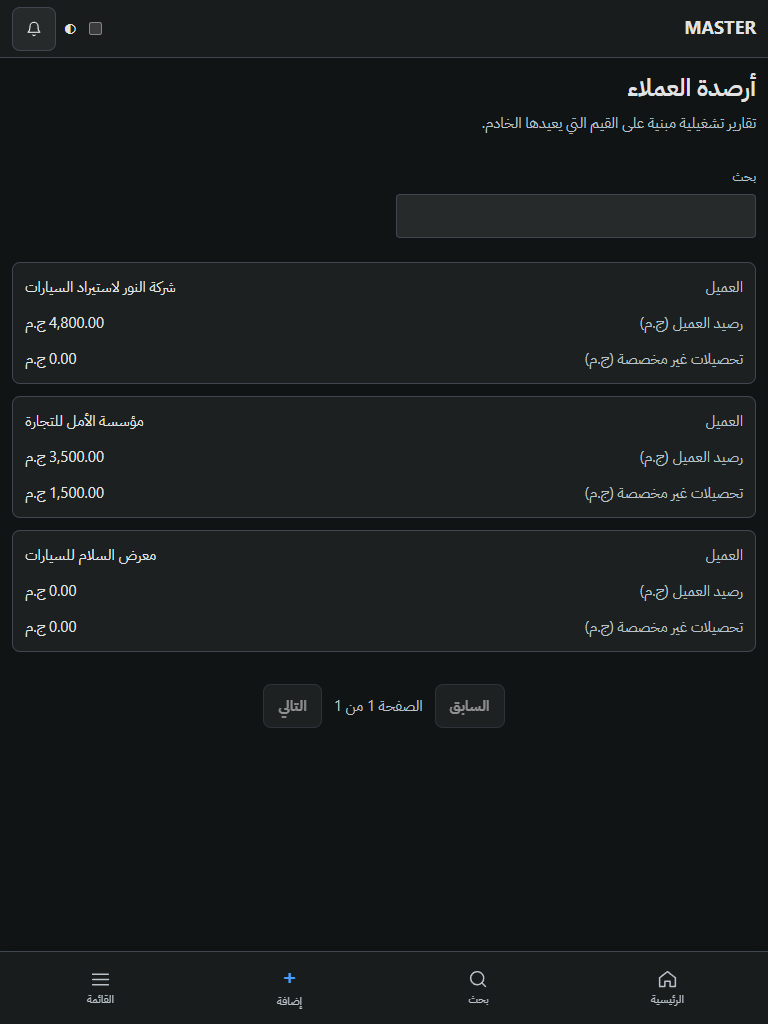 MASTER
أرصدة العملاء
تقارير تشغيلية مبنية على القيم التي يعيدها الخادم.
بحث
العميل شركة النور لاستيراد السيارات
رصيد العميل (ج.م) 4,800.00 ج.م
تحصيلات غير مخصصة (ج.م) 0.00 ج.م
العميل مؤسسة الأمل للتجارة
رصيد العميل (ج.م) 3,500.00 ج.م
تحصيلات غير مخصصة (ج.م) 1,500.00 ج.م
العميل معرض السلام للسيارات
رصيد العميل (ج.م) 0.00 ج.م
تحصيلات غير مخصصة (ج.م) 0.00 ج.م
السابق الصفحة 1 من 1 التالي
الرئيسية بحث إضافة القائمة